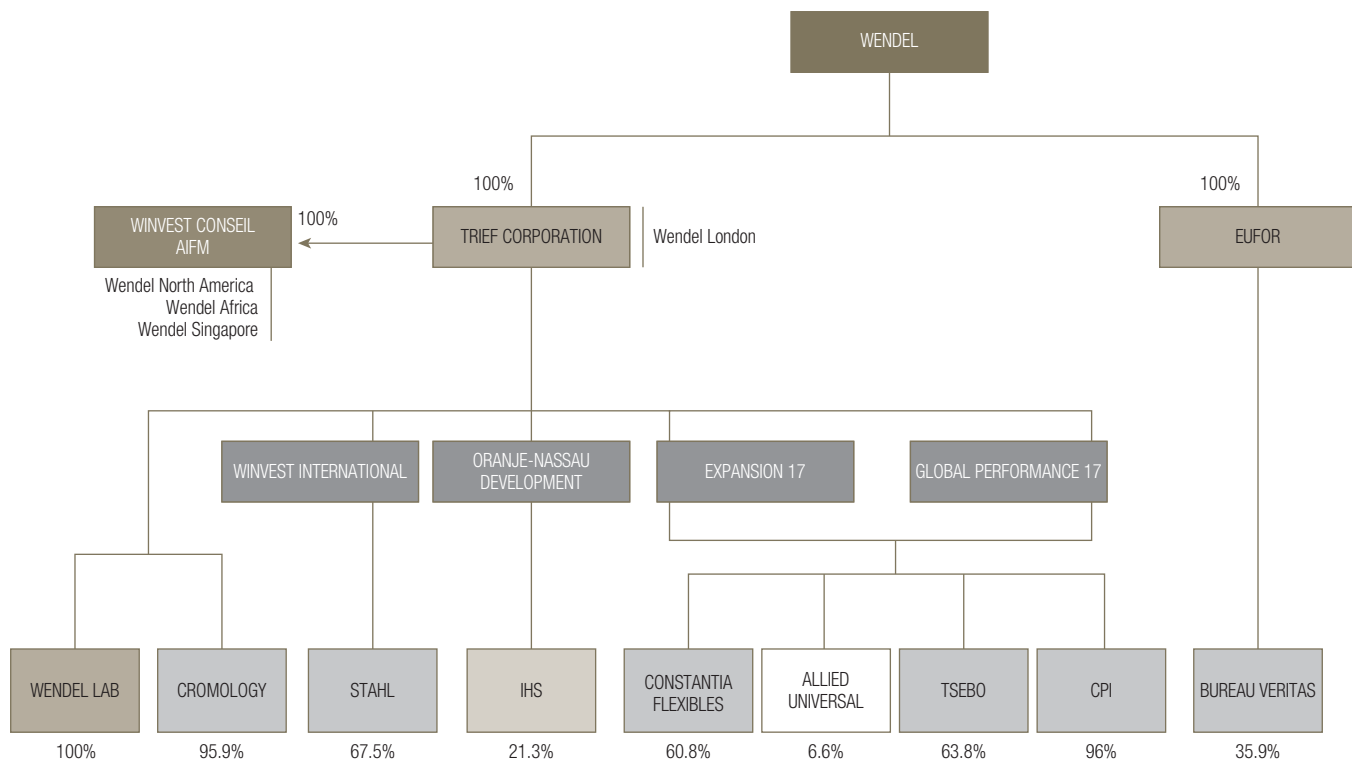 WENDEL
100%
100%
WINVEST CONSEIL
AIFM
100%
TRIEF CORPORATION
Wendel London
EUFOR
Wendel North America
Wendel Africa
Wendel Singapore
WINVEST INTERNATIONAL
ORANJE-NASSAU
DEVELOPMENT
EXPANSION 17
GLOBAL PERFORMANCE 17
WENDEL LAB
CROMOLOGY
STAHL
IHS
CONSTANTIA
FLEXIBLES
ALLIED
UNIVERSAL
TSEBO
CPI
BUREAU VERITAS
100%
95.9%
67.5%
21.3%
60.8%
6.6%
63.8%
96%
35.9%